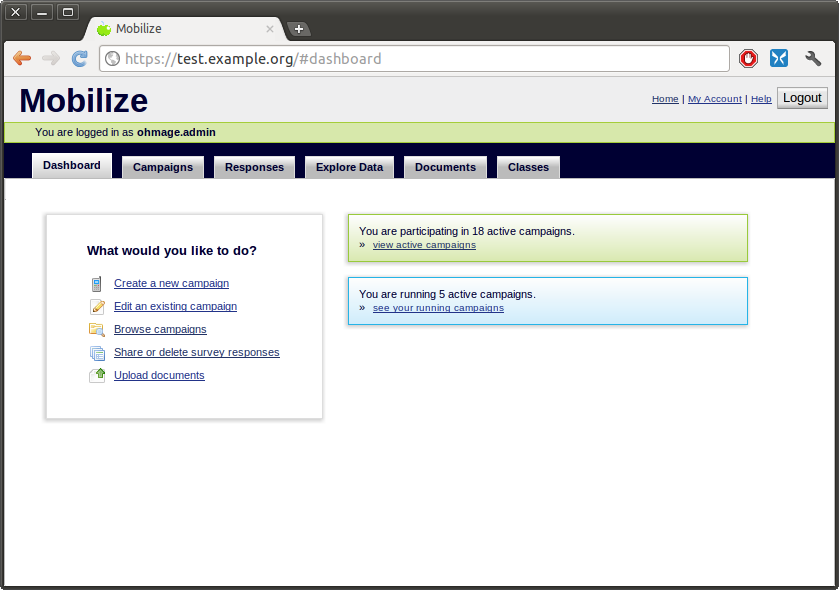 Mobilize
https://test.example.org/#dashboard
Mobilize
Home | My Account | Help Logout
You are logged in as ohmage.admin
Dashboard Campaigns Responses Explore Data Documents Classes
What would you like to do?
Create a new campaign
Edit an existing campaign
Browse campaigns
Share or delete survey responses
Upload documents
You are participating in 18 active campaigns.
» view active campaigns
You are running 5 active campaigns.
» see your running campaigns